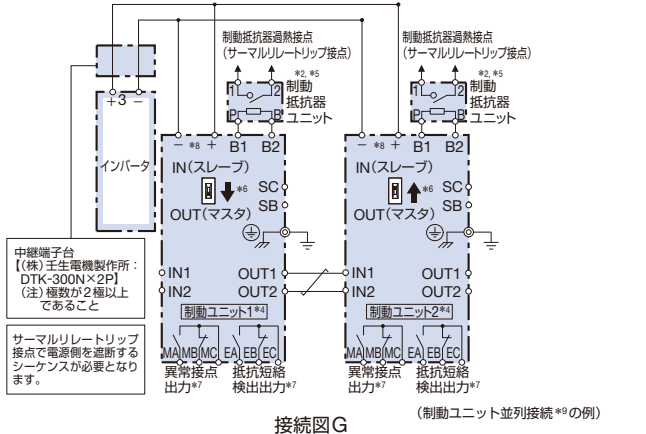 制動抵抗器過熱接点
(サーマルリレートリップ接点)
制動抵抗器過熱接点
(サーマルリレートリップ接点)
*2, *5
1 2
制動
抵抗器
ユニット
P B
*2, *5
1 2
制動
抵抗器
ユニット
P B
+3 −
インバータ
− *8 + B1 B2
IN(スレーブ)
*6
SC
SB
OUT(マスタ)
IN1 OUT1
IN2 OUT2
制動ユニット1*4
MA MB MC EA EB EC
異常接点
出力*7
抵抗短絡
検出出力*7
− *8 + B1 B2
IN(スレーブ)
*6
SC
SB
OUT(マスタ)
IN1 OUT1
IN2 OUT2
制動ユニット2*4
MA MB MC EA EB EC
異常接点
出力*7
抵抗短絡
検出出力*7
中継端子台
【(株)壬生電機製作所:
DTK-300N×2P】
(注)極数が2極以上
であること
サーマルリレートリップ
接点で電源側を遮断する
シーケンスが必要となり
ます。
(制動ユニット並列接続*9の例)
接続図G